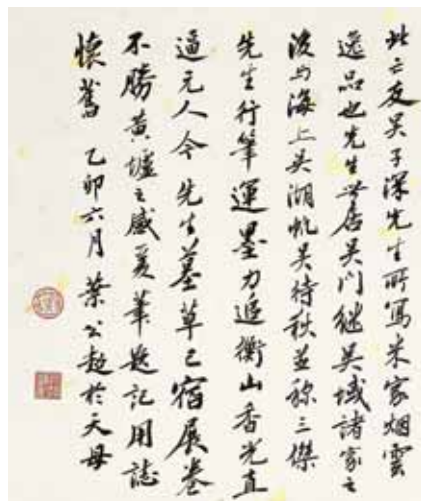 此亡友吳子深先生所寫米家烟雲
逸品也先生世居吳門繼吳域諸家之
後與海上吳湖帆吳待秋並稱三傑
先生行筆運墨力追衡山香光直
逼元人今先生墓草已宿展卷
不勝黃壚之感爰筆題記用誌
懷舊 乙卯六月 葉公超於天母